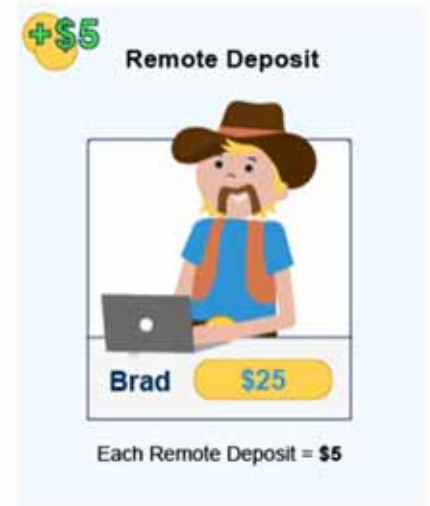 +$5
Remote Deposit
Brad $25
Each Remote Deposit = $5